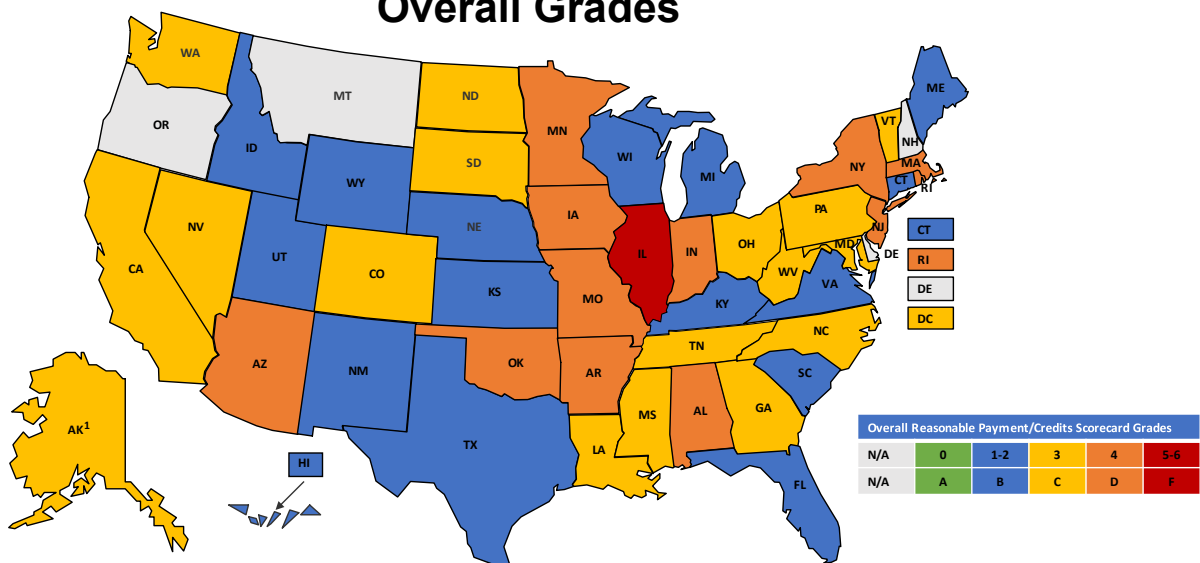 Overall Grades
WA
MT
ND
MN
ME
OR
ID
SD
WI
MI
VT
NH
NY
MA
CT
RI
WY
IA
PA
NJ
NV
NE
IL
IN
OH
MD
DE
CA
UT
CO
KS
MO
WV
VA
KY
CT
RI
DE
DC
AZ
NM
OK
AR
TN
NC
SC
AK1
TX
LA
MS
AL
GA
FL
HI
Overall Reasonable Payment/Credits Scorecard Grades
N/A 0 1-2 3 4 5-6
N/A A B C D F